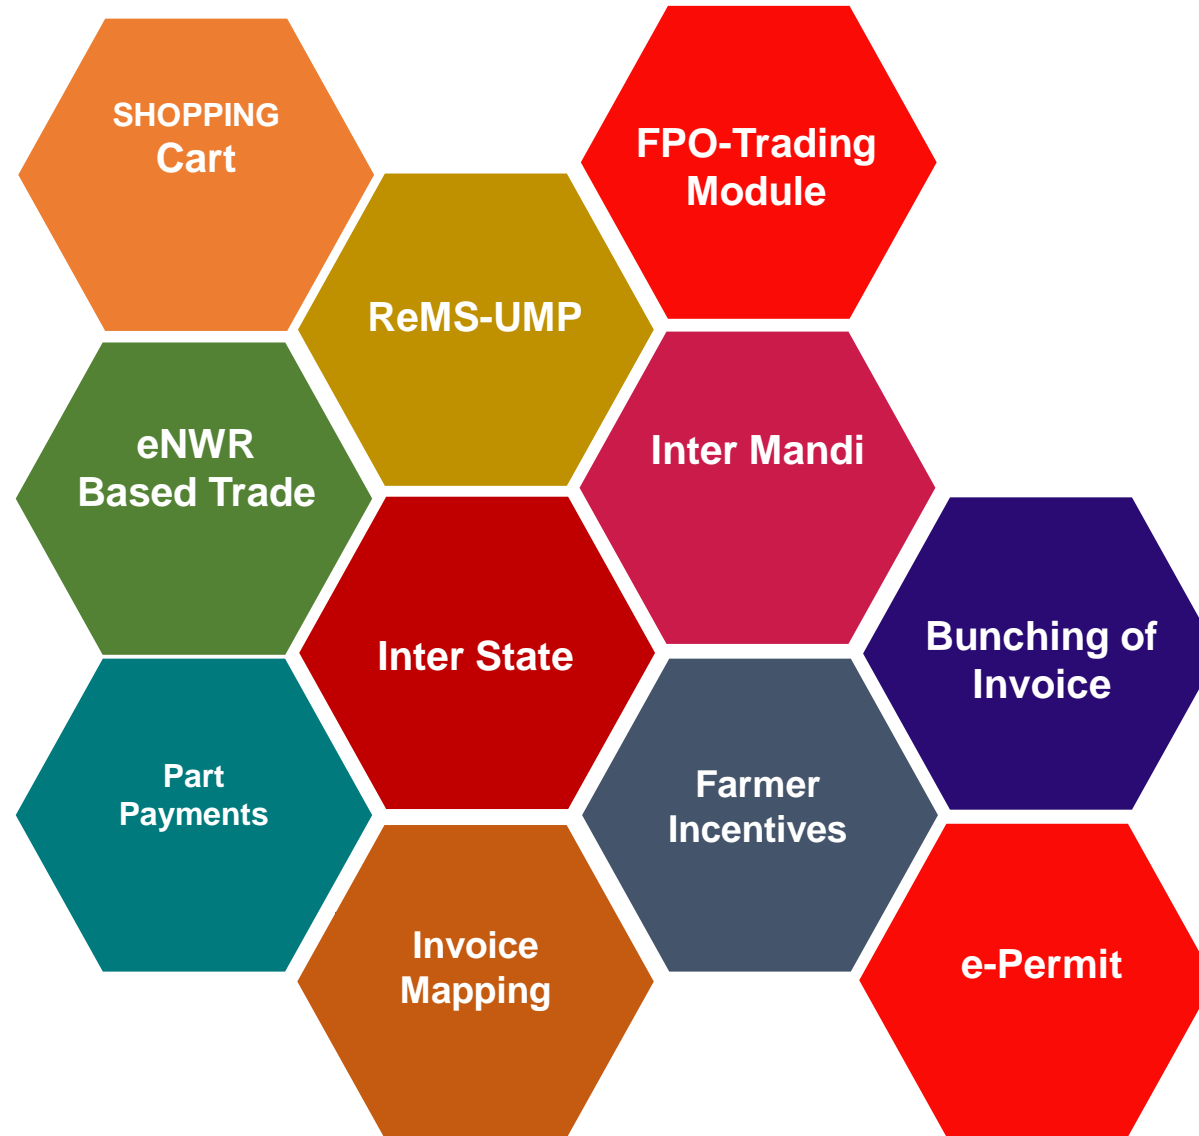 SHOPPING
Cart
FPO-Trading
Module
ReMS-UMP
eNWR
Based Trade
Inter Mandi
Inter State
Bunching of
Invoice
Part
Payments
Farmer
Incentives
Invoice
Mapping
e-Permit